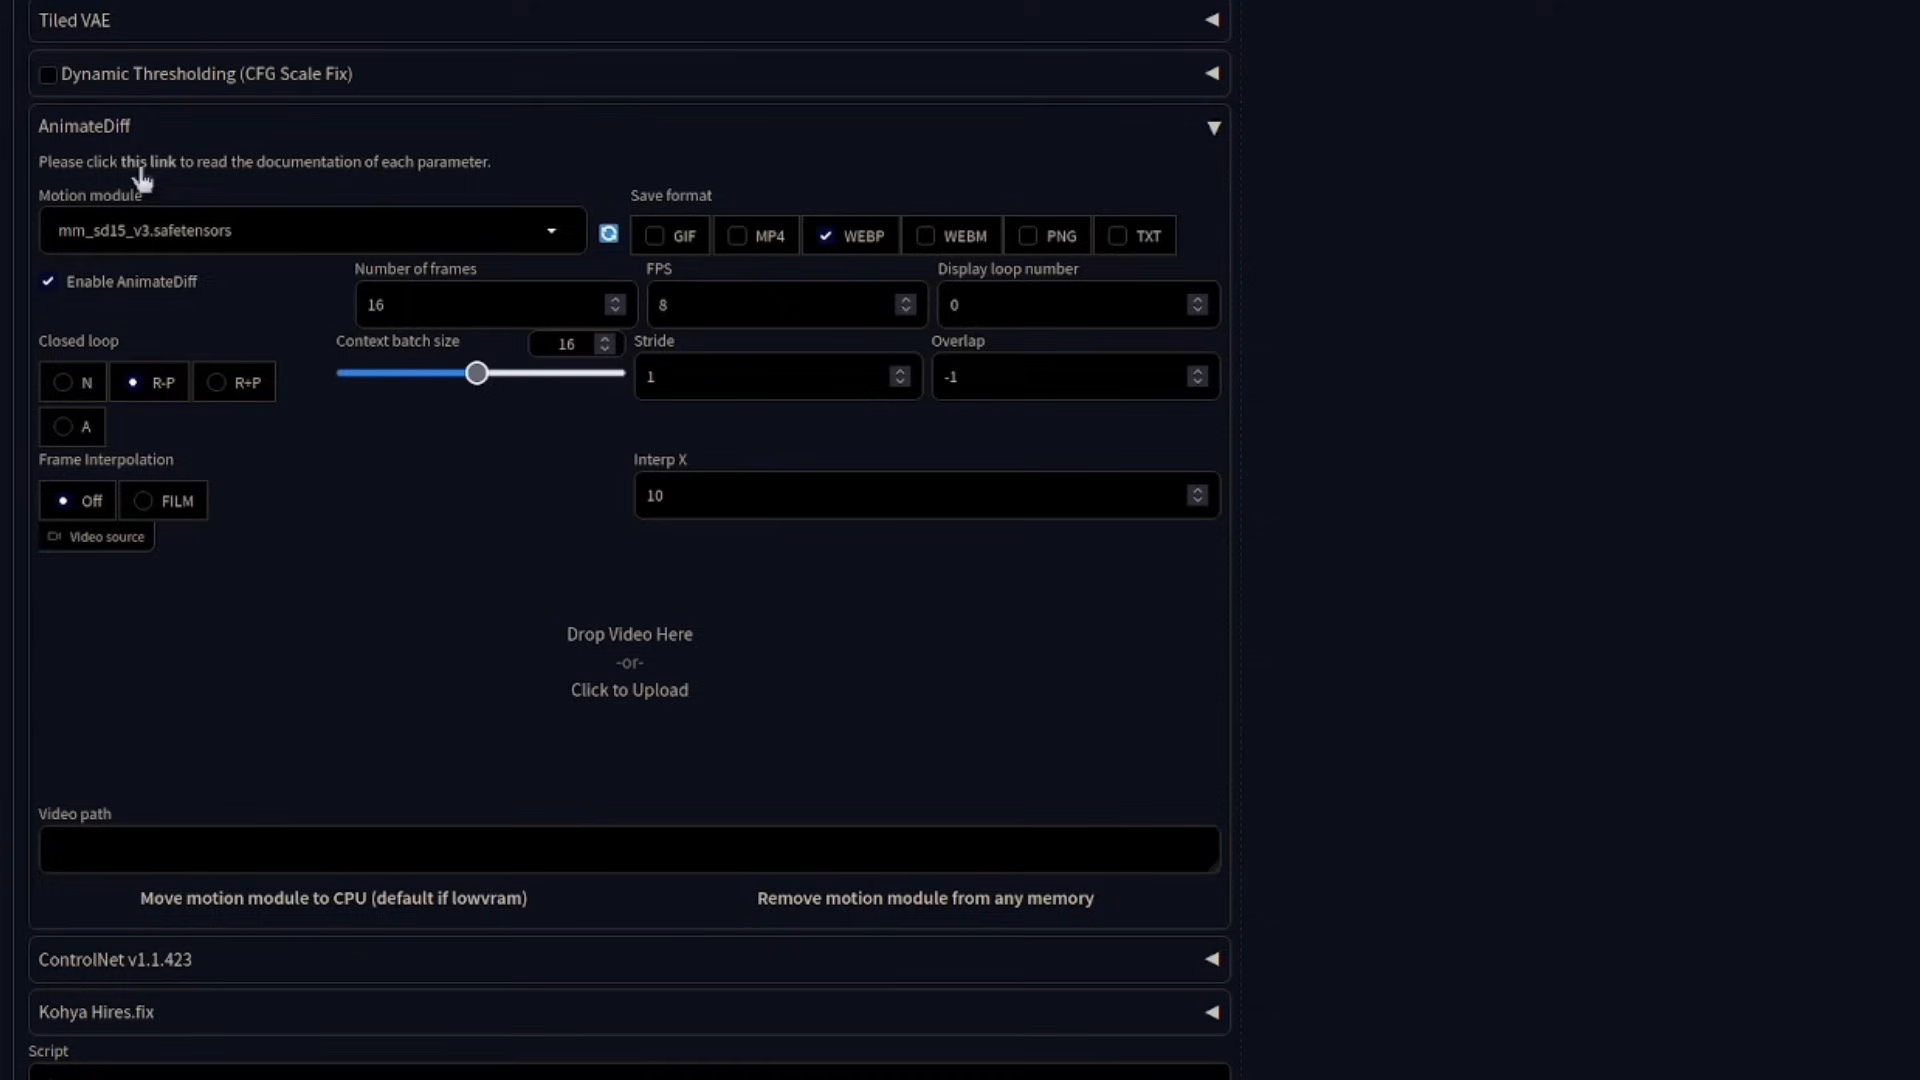 Tiled VAE
Dynamic Thresholding (CFG Scale Fix)
AnimateDiff
Please click this link to read the documentation of each parameter.
Motion module
Save format
mm_sd15_v3.safetensors
GIF
MP4
WEBP
WEBM
PNG
TXT
Enable AnimateDiff
Number of frames
FPS
Display loop number
16
8
0
Closed loop
Context batch size
16
Stride
Overlap
N
R-P
R+P
1
-1
A
Frame Interpolation
Interp X
Off
FILM
10
Video source
Drop Video Here
-or-
Click to Upload
Video path
Move motion module to CPU (default if lowvram)
Remove motion module from any memory
ControlNet v1.1.423
Kohya Hires.fix
Script